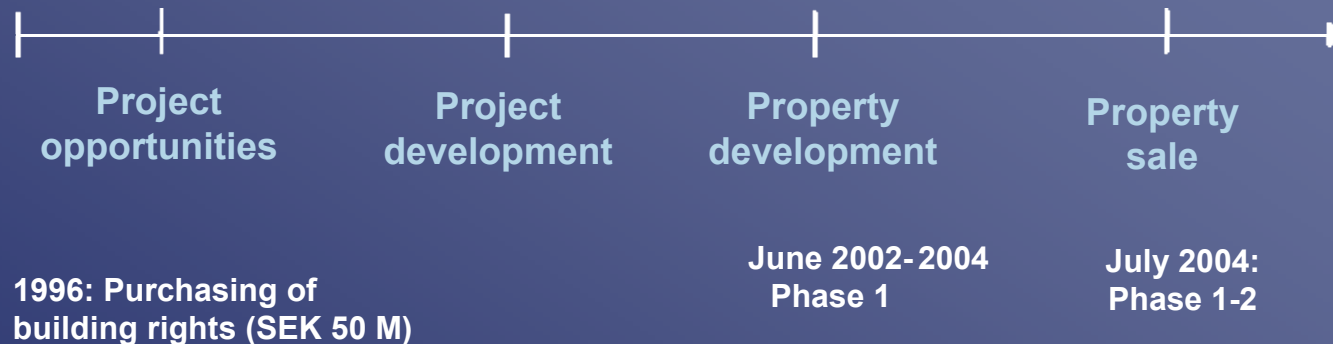 Project
opportunities
Project
development
Property
development
Property
sale
1996: Purchasing of
building rights (SEK 50 M)
June 2002-2004
Phase 1
July 2004:
Phase 1-2